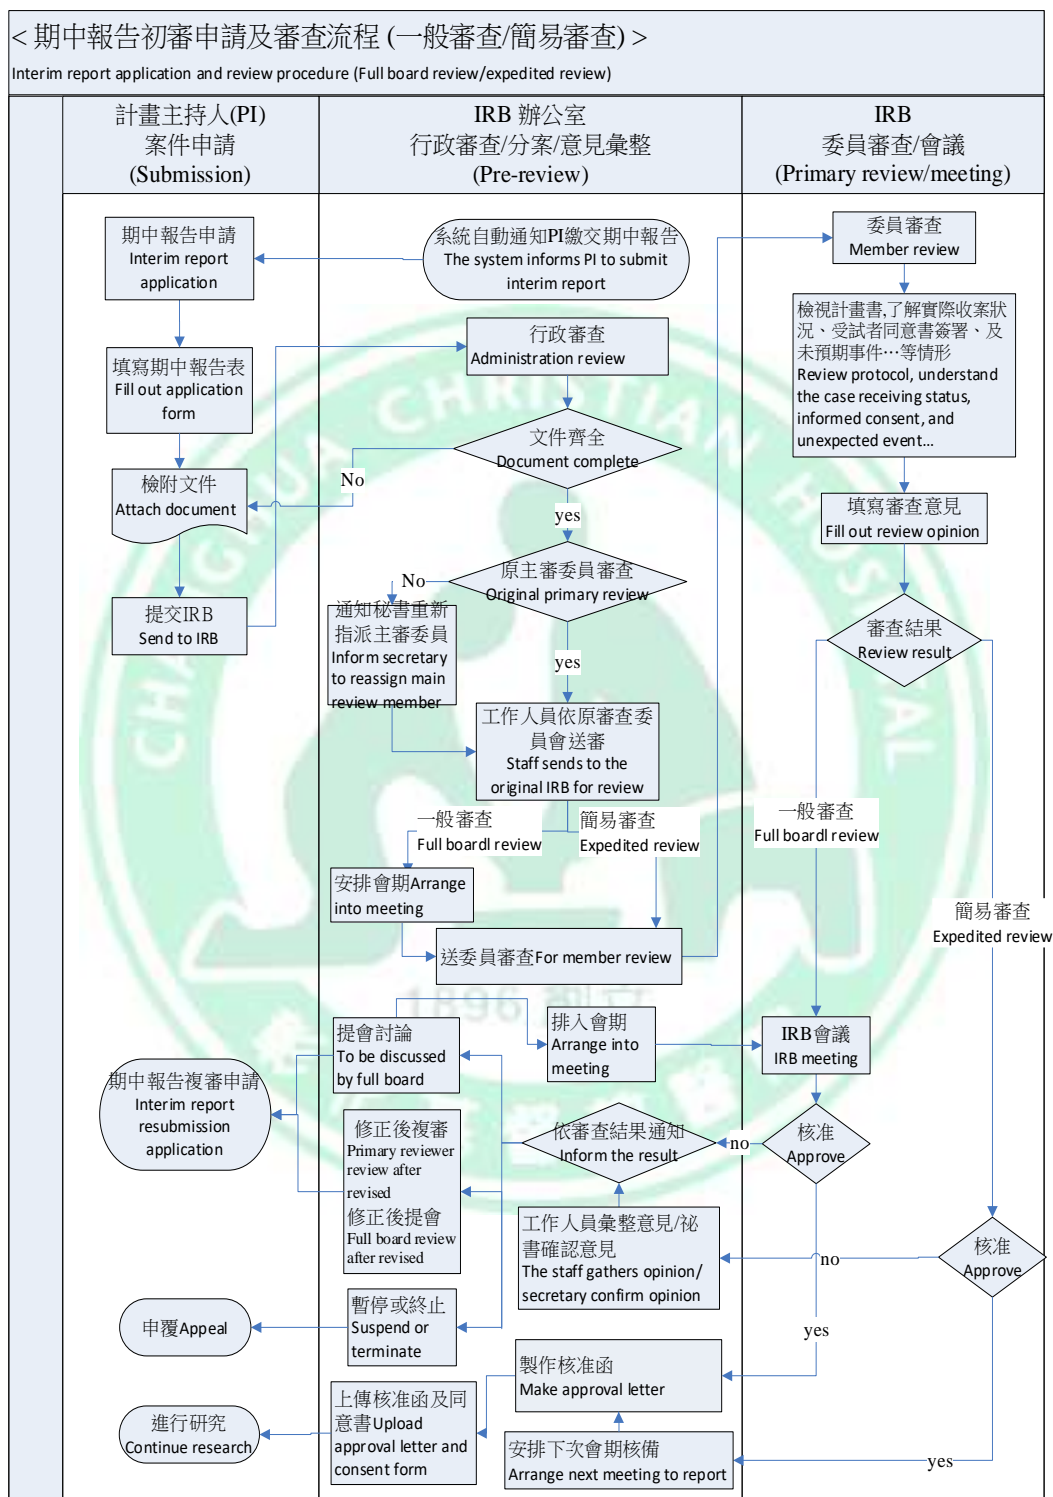 < 期中報告初審申請及審查流程 (一般審查/簡易審查) >
Interim report application and review procedure (Full board review/expedited review)
計畫主持人(PI)
案件申請
(Submission)
IRB 辦公室
行政審查/分案/意見彙整
(Pre-review)
IRB
委員審查/會議
(Primary review/meeting)
期中報告申請
Interim report
application
系統自動通知PI繳交期中報告
The system informs PI to submit
interim report
委員審查
Member review
填寫期中報告表
Fill out application
form
行政審查
Administration review
檢視計畫書,了解實際收案狀
況、受試者同意書簽署、及
未預期事件…等情形
Review protocol, understand
the case receiving status,
informed consent, and
unexpected event…
文件齊全
Document complete
No
yes
檢附文件
Attach document
填寫審查意見
Fill out review opinion
原主審委員審查
Original primary review
No
yes
提交IRB
Send to IRB
通知秘書重新
指派主審委員
Inform secretary
to reassign main
review member
審查結果
Review result
工作人員依原審查委
員會送審
Staff sends to the
original IRB for review
一般審查
Full boardl review
簡易審查
Expedited review
一般審查
Full boardl review
簡易審查
Expedited review
安排會期Arrange
into meeting
送委員審查For member review
CHANGHUA CHRISTIAN HOSPITAL
1896 創立
提會討論
To be discussed
by full board
排入會期
Arrange into
meeting
IRB會議
IRB meeting
期中報告複審申請
Interim report
resubmission
application
修正後複審
Primary reviewer
review after
revised
修正後提會
Full board review
after revised
依審查結果通知
Inform the result
no
核准
Approve
工作人員彙整意見/祕
書確認意見
The staff gathers opinion/
secretary confirm opinion
no
核准
Approve
申覆Appeal
暫停或終止
Suspend or
terminate
yes
製作核准函
Make approval letter
進行研究
Continue research
上傳核准函及同
意書Upload
approval letter and
consent form
安排下次會期核備
Arrange next meeting to report
yes